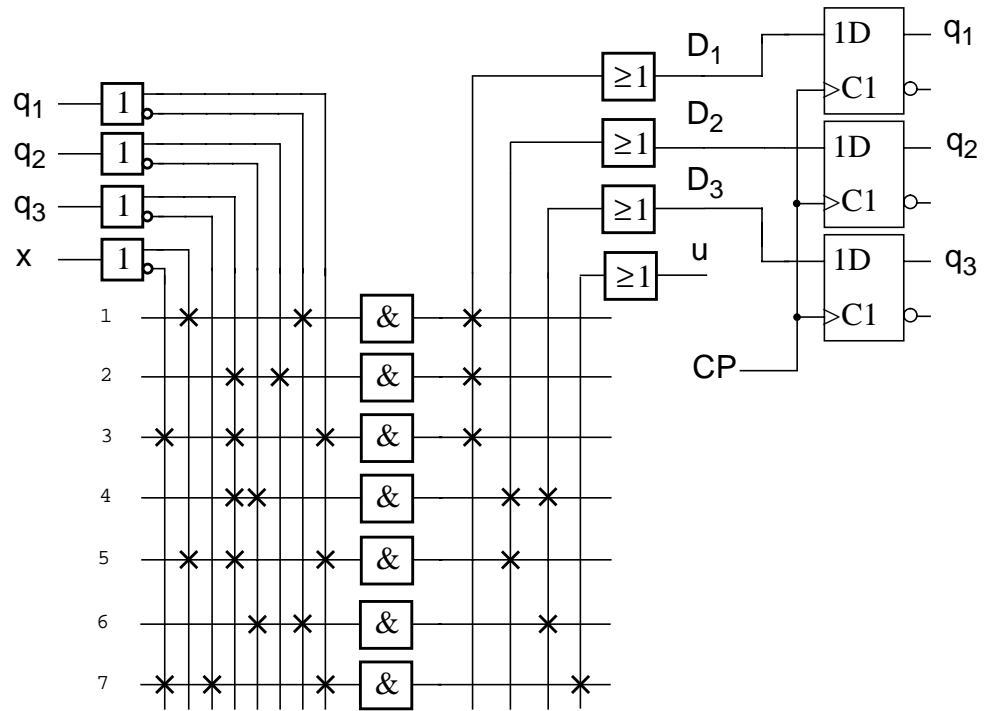 q1 1
q2 1
q3 1
x 1
≥1 D1 1D C1 q1
≥1 D2 1D C1 q2
≥1 D3 1D C1 q3
≥1 u
CP
1 &
2 &
3 &
4 &
5 &
6 &
7 &